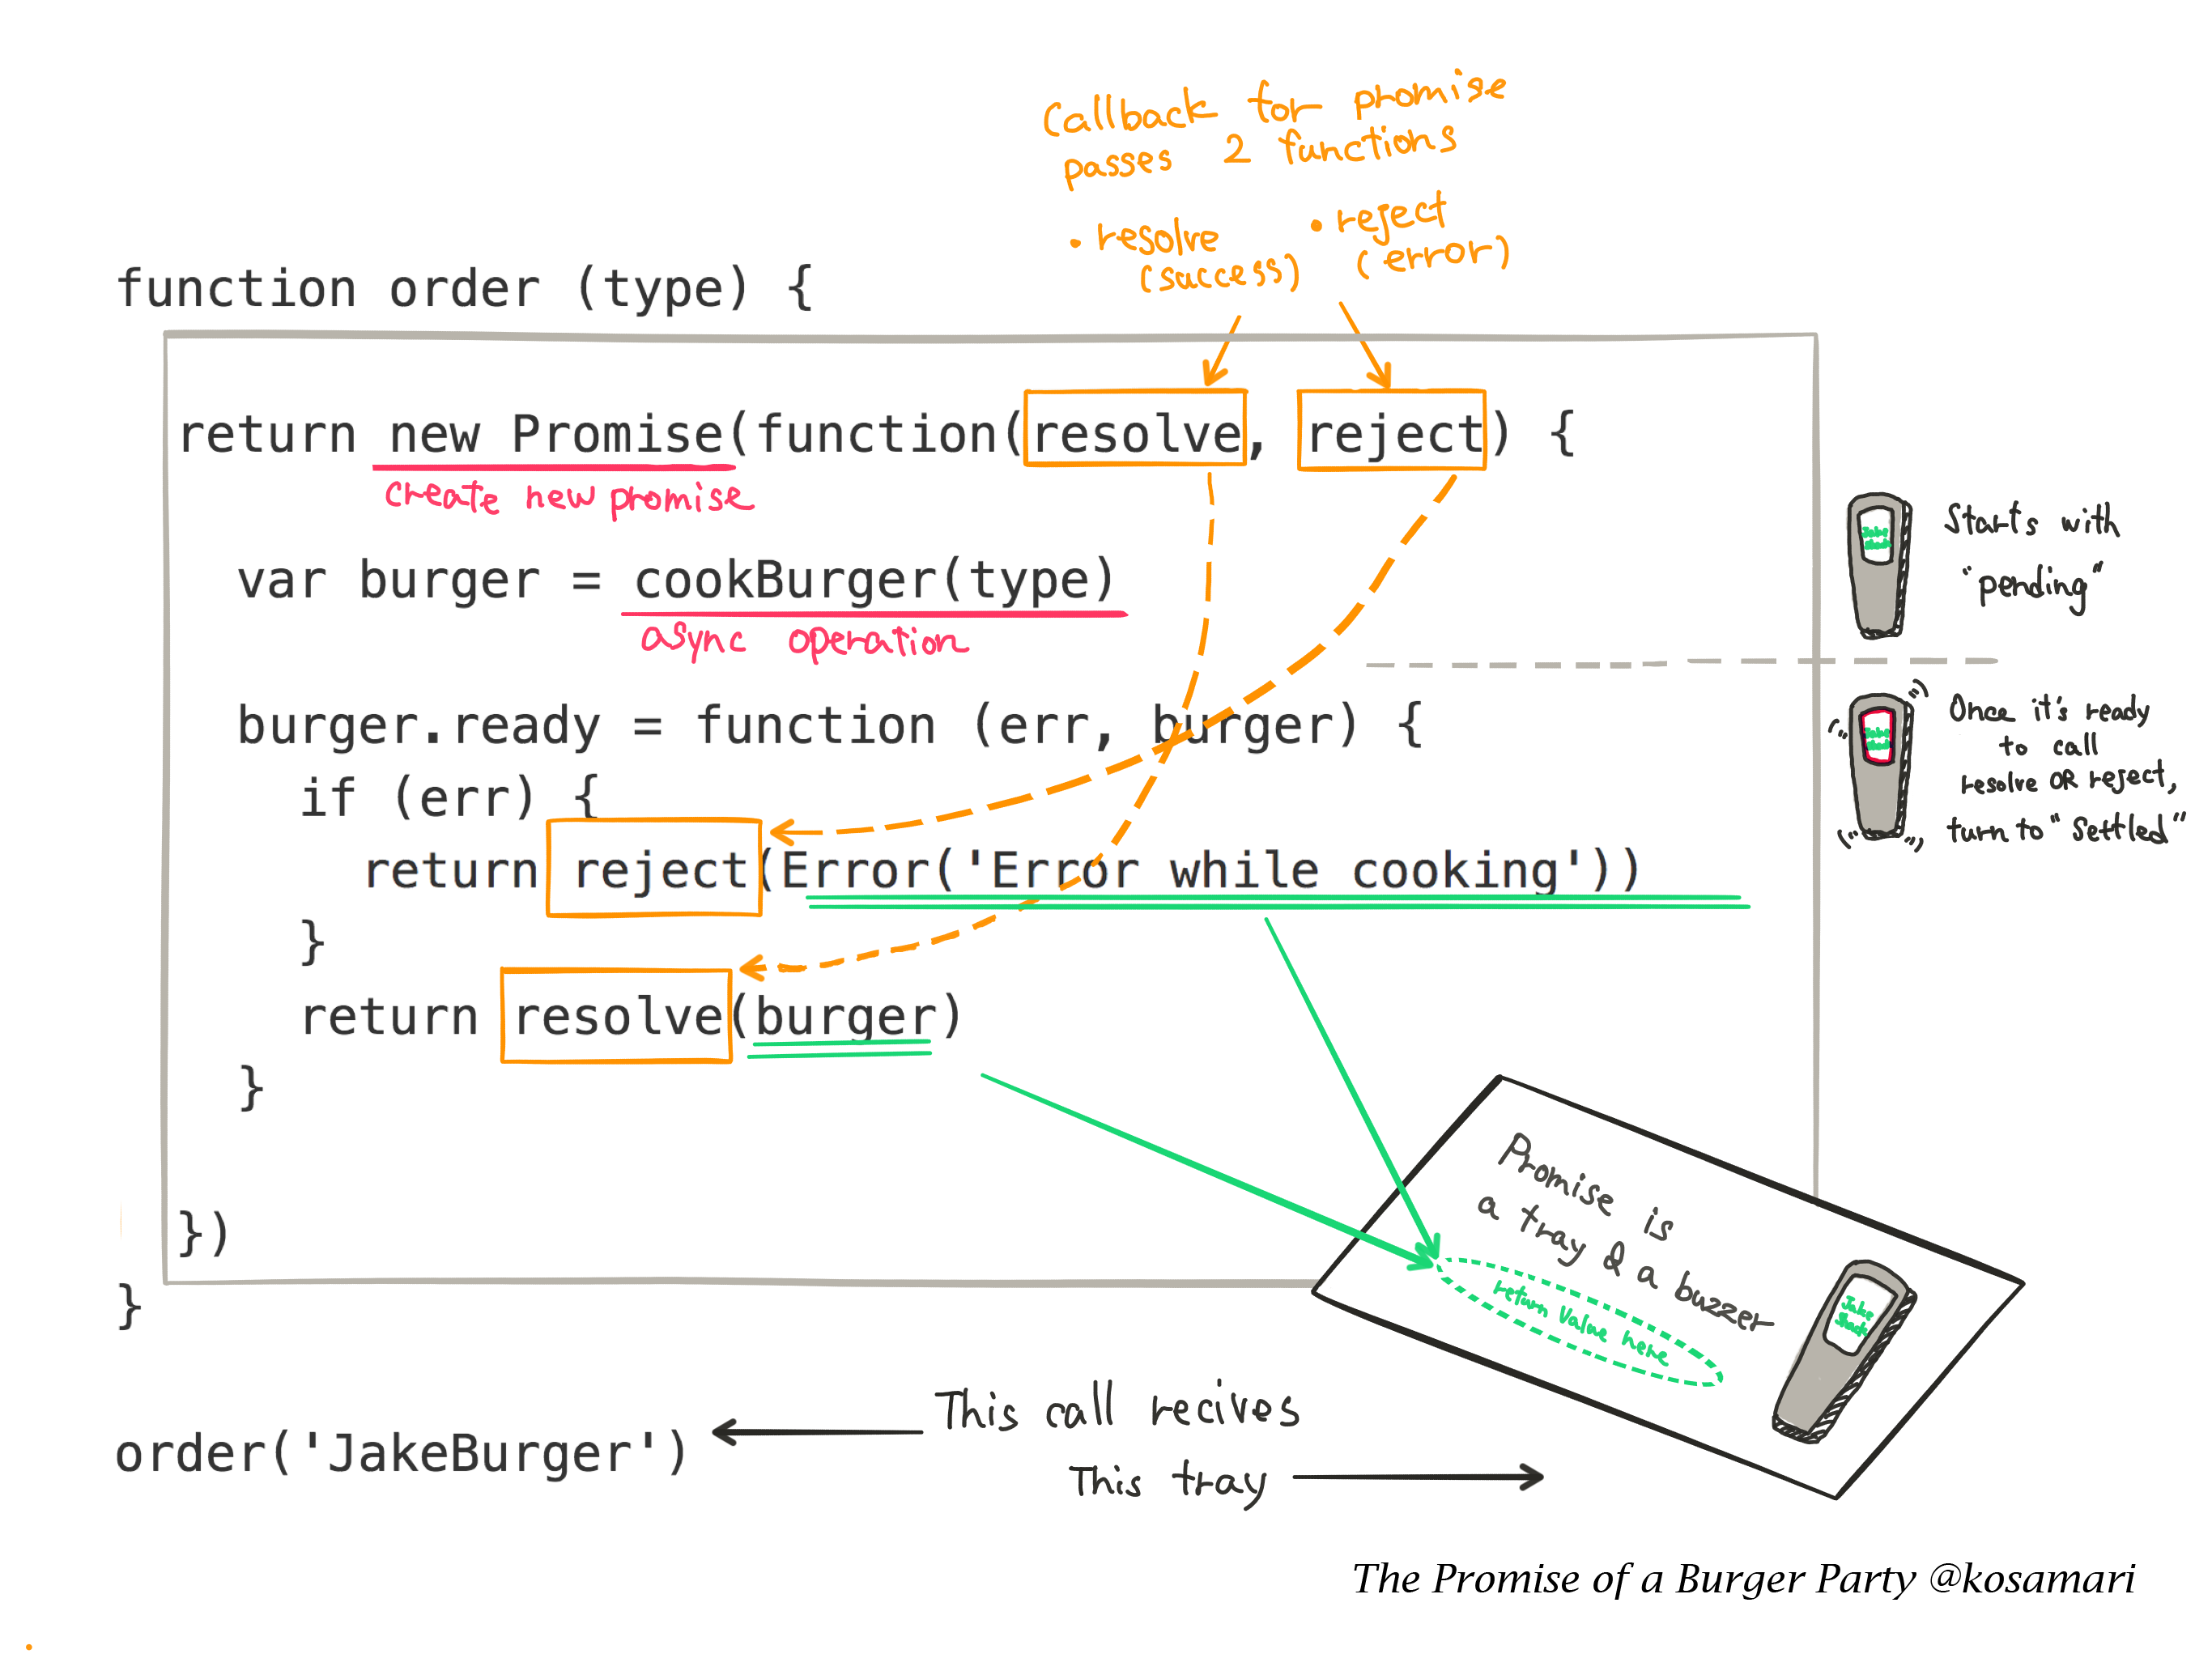 Callback for promise
passes 2 functions
• resolve
(success)
• reject
(error)
function order (type) {
return new Promise(function(resolve, reject) {
create new promise
var burger = cookBurger(type)
async operation
Starts with
"pending"
burger.ready = function (err, burger) {
if (err) {
return reject(Error('Error while cooking'))
}
return resolve(burger)
}
})
}
Once it's ready
to call
resolve OR reject,
turn to "settled"
Promise is
a tray & a buzzer
return value here
Jake
order('JakeBurger')
This call recives
This tray
The Promise of a Burger Party @kosamari